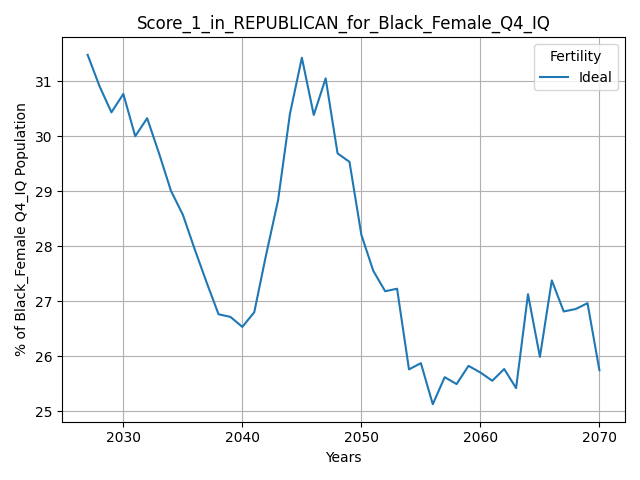 Score_1_in_REPUBLICAN_for_Black_Female_Q4_IQ
Fertility
Ideal
% of Black_Female Q4_IQ Population
31
30
29
28
27
26
25
2030 2040 2050 2060 2070
Years